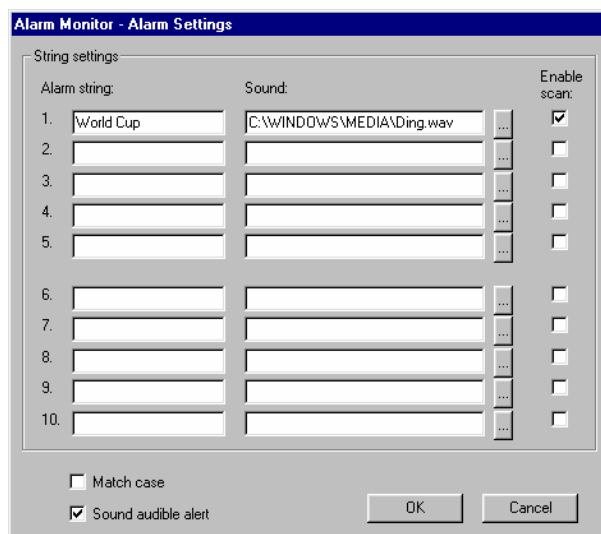 Alarm Monitor - Alarm Settings
String settings
Alarm string: Sound: Enable scan:
1. World Cup C:\WINDOWS\MEDIA\Ding.wav ...
2. ...
3. ...
4. ...
5. ...
6. ...
7. ...
8. ...
9. ...
10. ...
Match case
Sound audible alert
OK Cancel